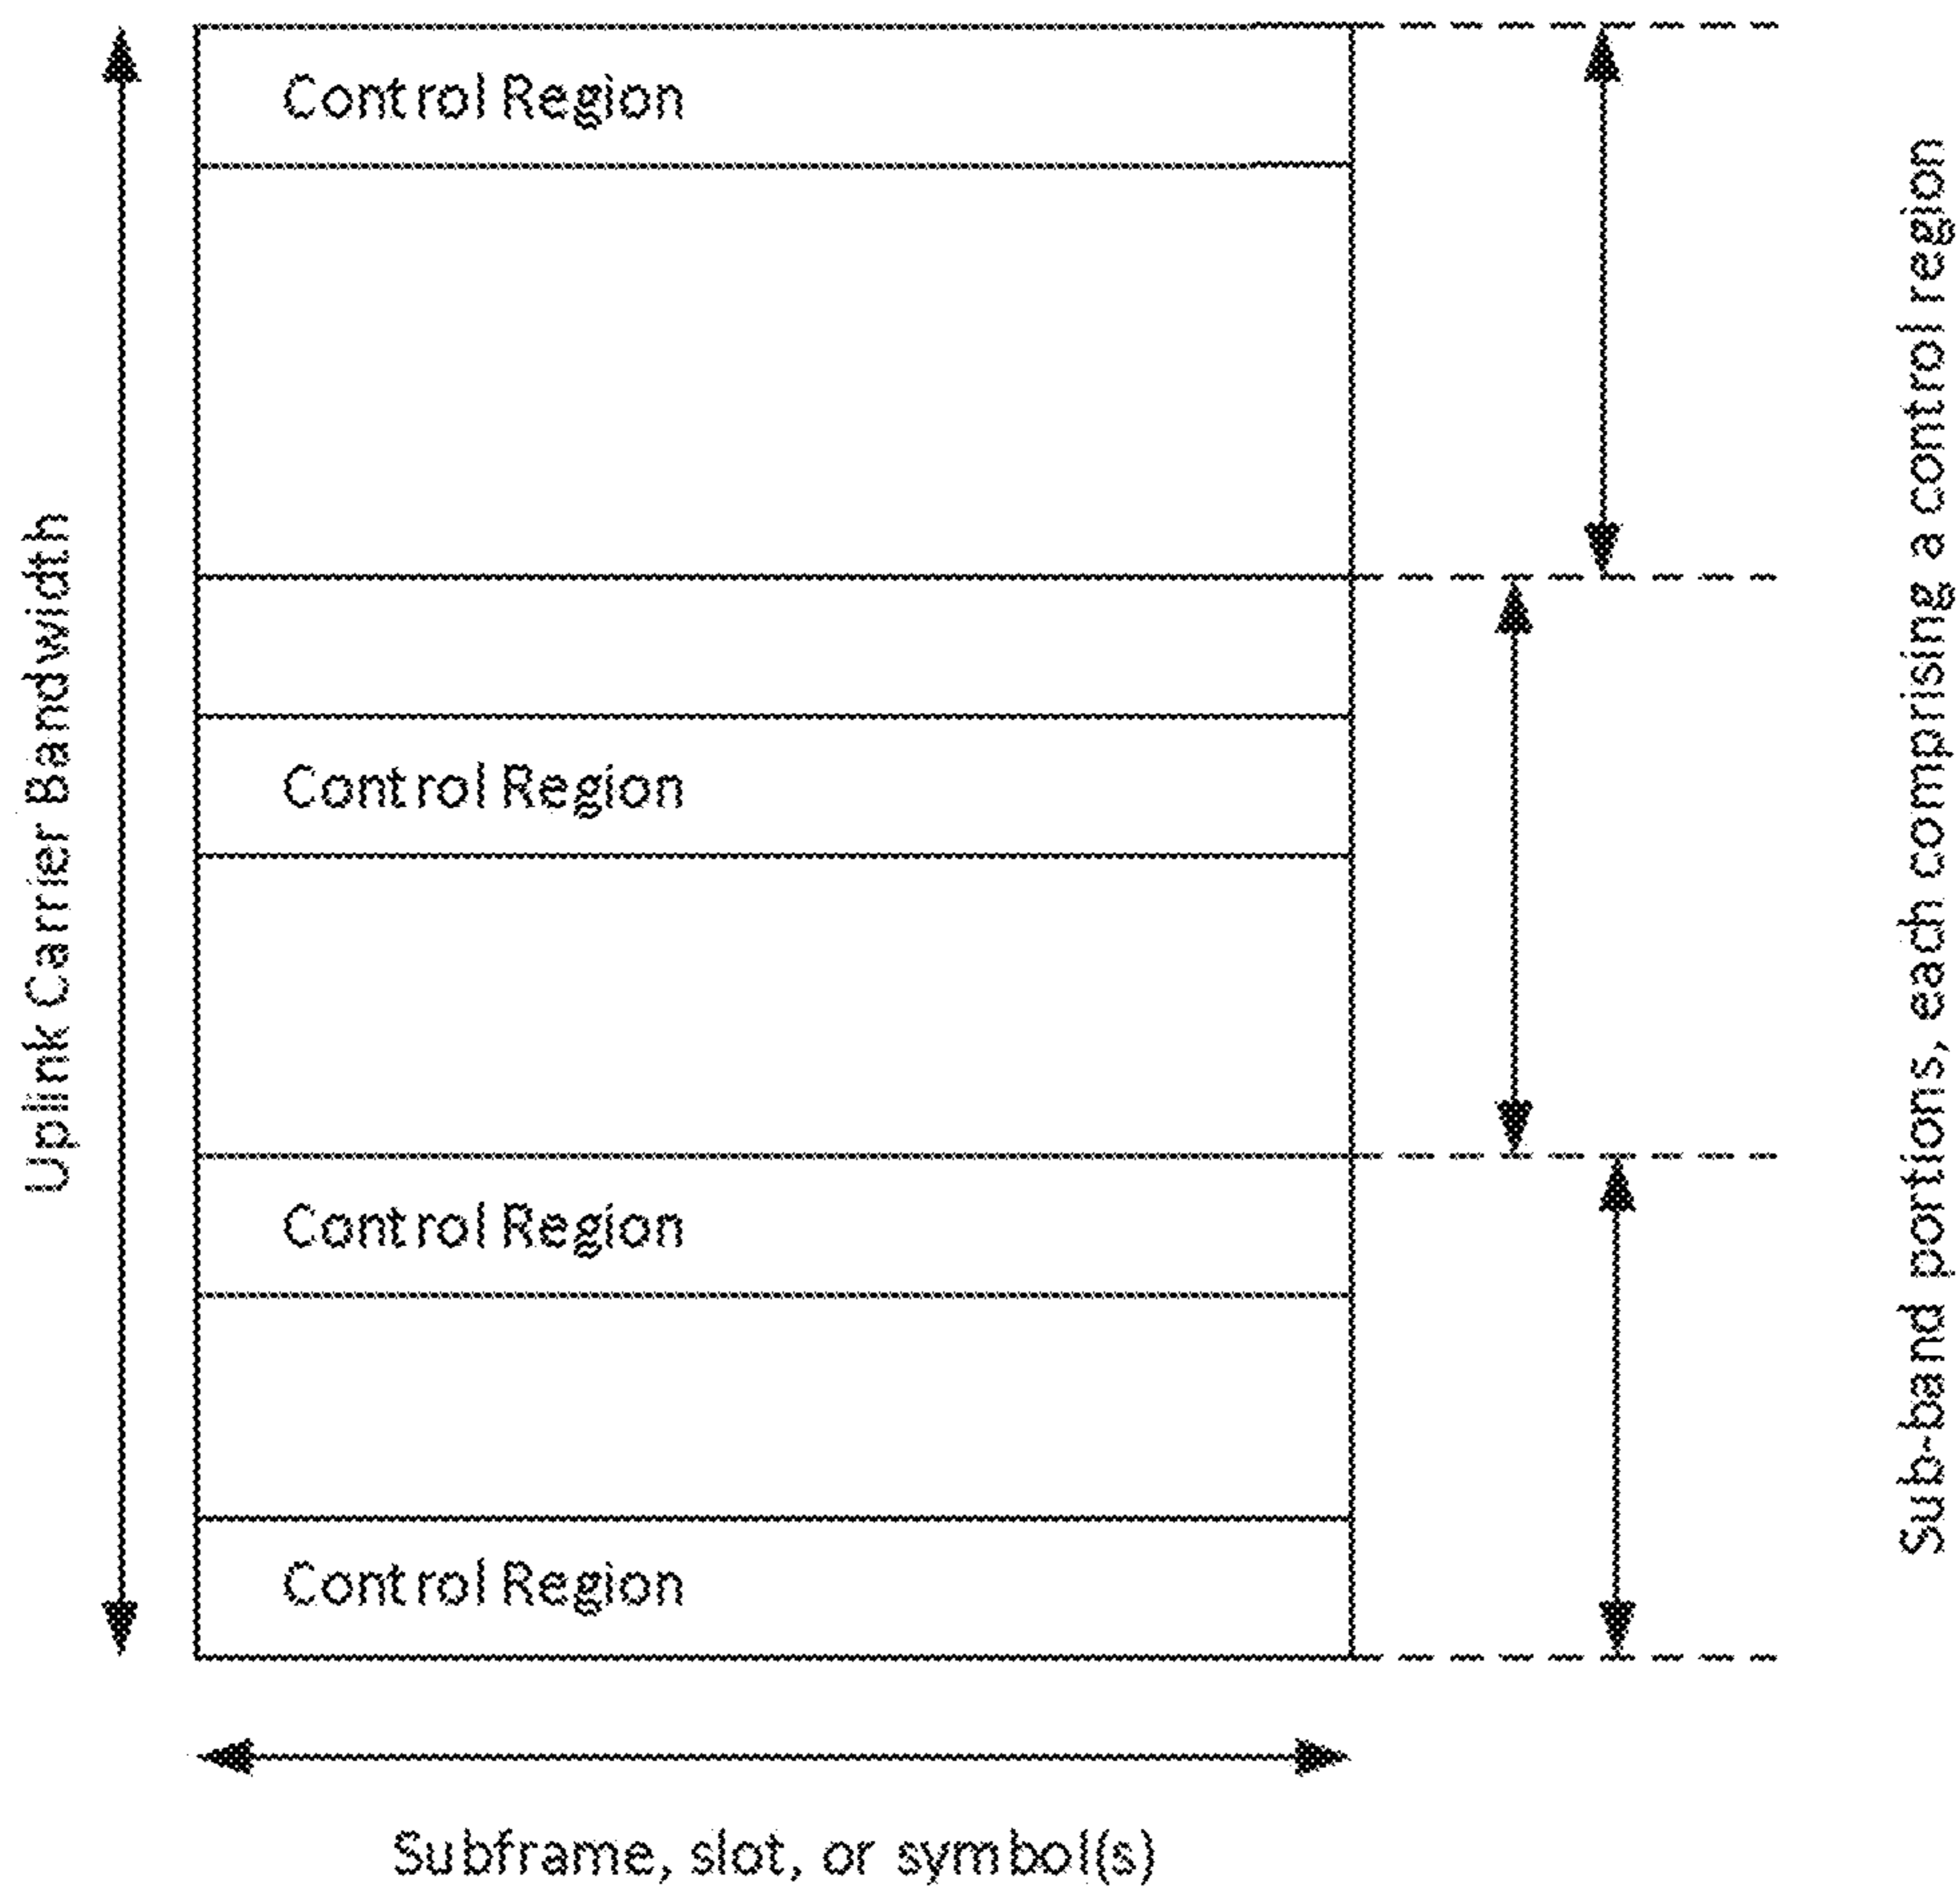 Control Region
Control Region
Control Region
Control Region
Uplink Carrier Bandwidth
Sub-band portions, each comprising a control region
Subframe, slot, or symbol(s)